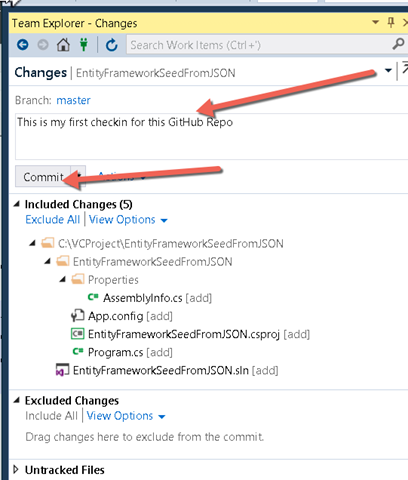 Team Explorer - Changes
Search Work Items (Ctrl+')
Changes | EntityFrameworkSeedFromJSON
Branch: master
This is my first checkin for this GitHub Repo
Commit
Included Changes (5)
Exclude All | View Options
C:\VCProject\EntityFrameworkSeedFromJSON
EntityFrameworkSeedFromJSON
Properties
AssemblyInfo.cs [add]
App.config [add]
EntityFrameworkSeedFromJSON.csproj [add]
Program.cs [add]
EntityFrameworkSeedFromJSON.sln [add]
Excluded Changes
Include All | View Options
Drag changes here to exclude from the commit.
Untracked Files